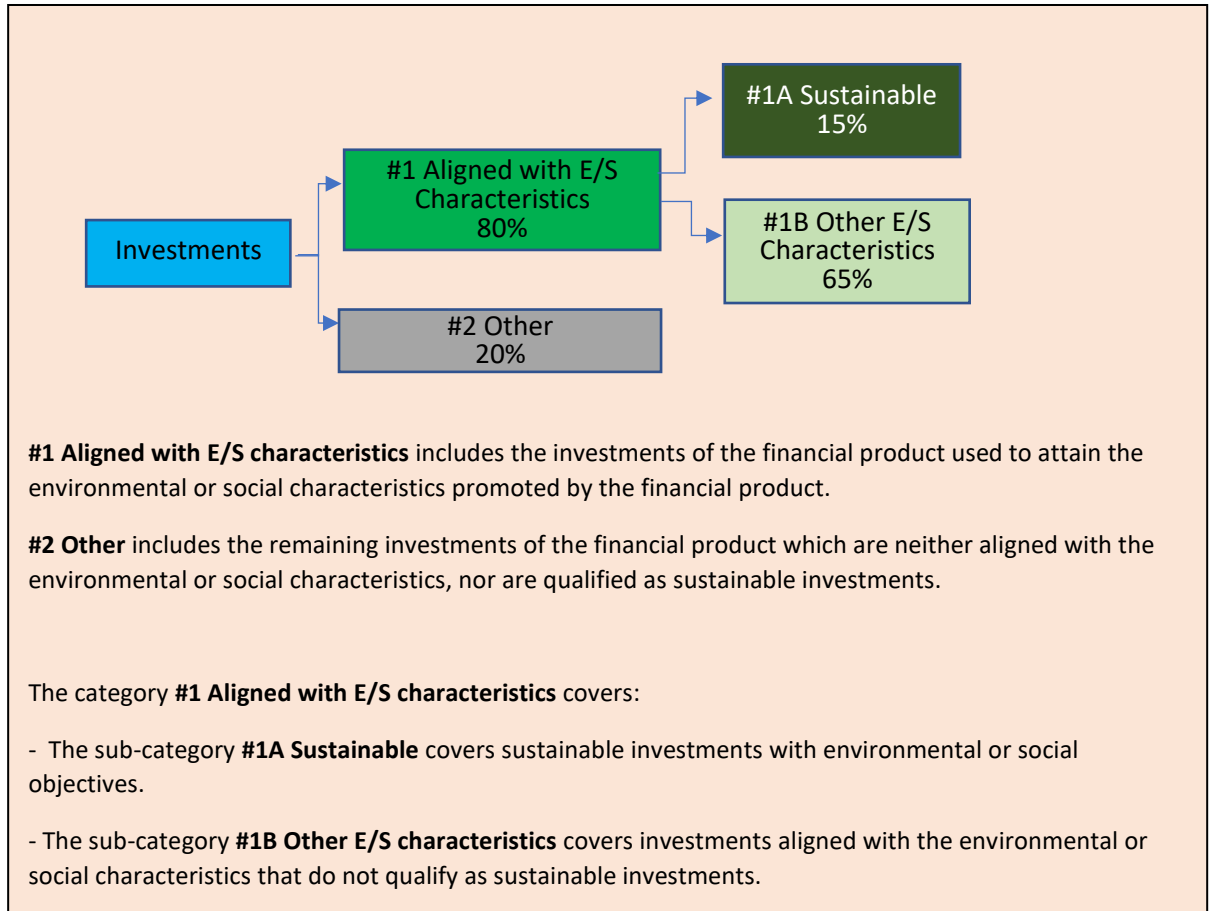 #1A Sustainable
15%
#1 Aligned with E/S
Characteristics
80%
#1B Other E/S
Characteristics
65%
Investments
#2 Other
20%
#1 Aligned with E/S characteristics includes the investments of the financial product used to attain the
environmental or social characteristics promoted by the financial product.
#2 Other includes the remaining investments of the financial product which are neither aligned with the
environmental or social characteristics, nor are qualified as sustainable investments.
The category #1 Aligned with E/S characteristics covers:
- The sub-category #1A Sustainable covers sustainable investments with environmental or social
objectives.
- The sub-category #1B Other E/S characteristics covers investments aligned with the environmental or
social characteristics that do not qualify as sustainable investments.